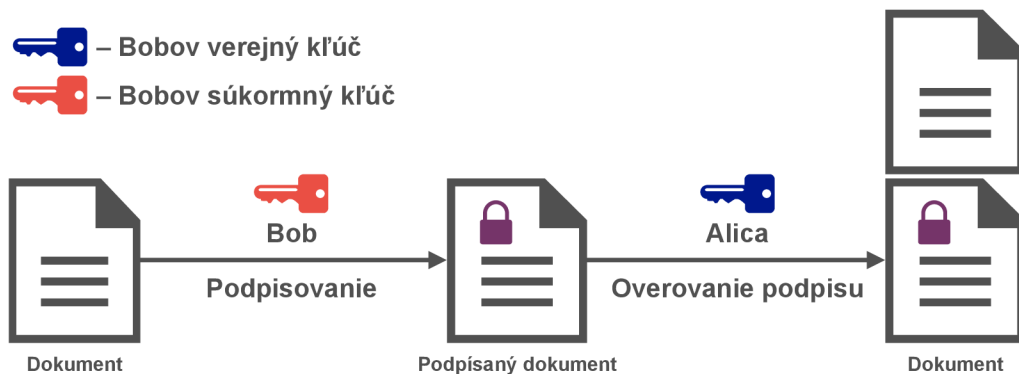 – Bobov verejný kľúč
– Bobov súkormný kľúč
Bob
Podpisovanie
Alica
Overovanie podpisu
Dokument
Podpísaný dokument
Dokument